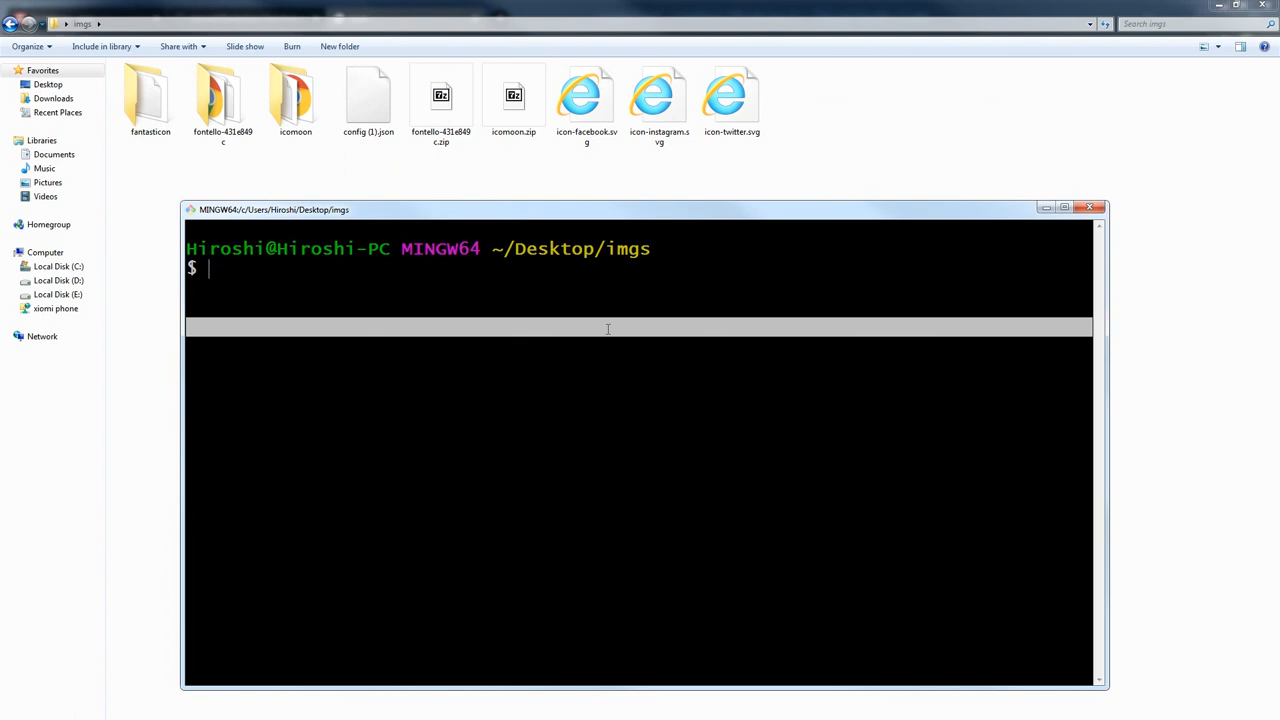 imgs
Search imgs
Organize
Include in library
Share with
Slide show
Burn
New folder
Favorites
Desktop
Downloads
Recent Places
Libraries
Documents
Music
Pictures
Videos
Homegroup
Computer
Local Disk (C:)
Local Disk (D:)
Local Disk (E:)
xiomi phone
Network
fantasticon
fontello-431e849
c
icomoon
config (1).json
fontello-431e849
c.zip
icomoon.zip
icon-facebook.sv
g
icon-instagram.s
vg
icon-twitter.svg
7z
7z
MINGW64:/c/Users/Hiroshi/Desktop/imgs
Hiroshi@Hiroshi-PC MINGW64 ~/Desktop/imgs
$